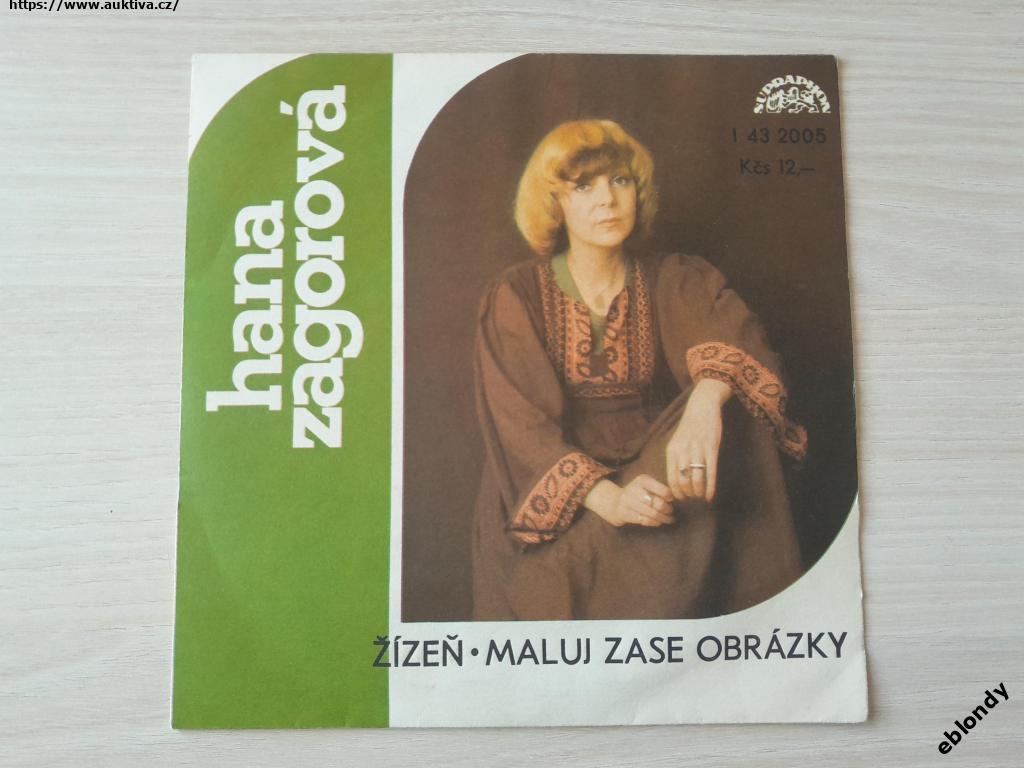 https://www.auktiva.cz/
hana
zagorová
SUPRAPHON
1 43 2005
Kčs 12,—
ŽÍZEŇ • MALUJ ZASE OBRÁZKY
eblondy